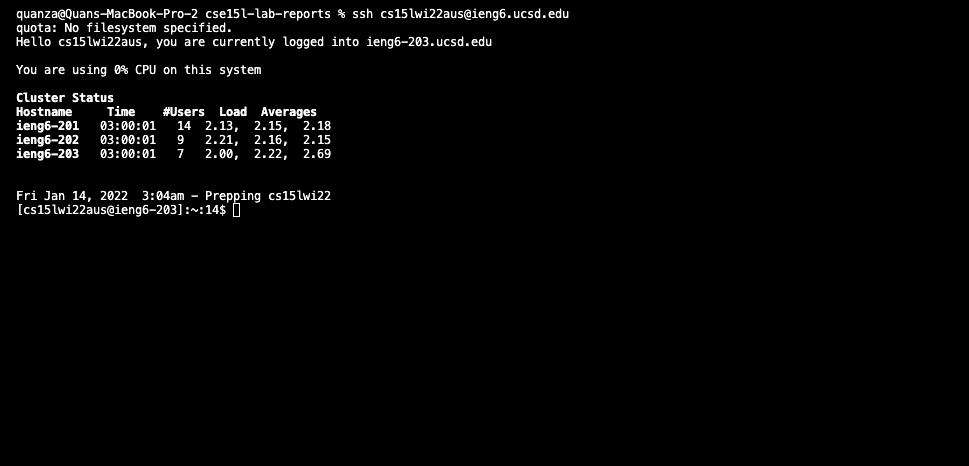 quanza@Quans-MacBook-Pro-2 cse15l-lab-reports % ssh cs15lwi22aus@ieng6.ucsd.edu
quota: No filesystem specified.
Hello cs15lwi22aus, you are currently logged into ieng6-203.ucsd.edu
You are using 0% CPU on this system
Cluster Status
Hostname     Time    #Users  Load  Averages
ieng6-201   03:00:01   14  2.13,  2.15,  2.18
ieng6-202   03:00:01   9   2.21,  2.16,  2.15
ieng6-203   03:00:01   7   2.00,  2.22,  2.69
Fri Jan 14, 2022  3:04am - Prepping cs15lwi22
[cs15lwi22aus@ieng6-203]:~:14$